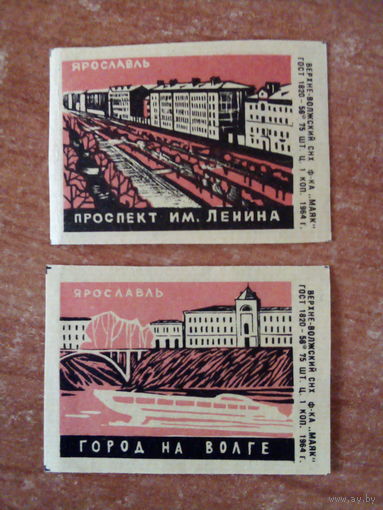 ЯРОСЛАВЛЬ
ПРОСПЕКТ ИМ. ЛЕНИНА
ВЕРХНЕ-ВОЛЖСКИЙ СНХ Ф-КА „МАЯК“
ГОСТ 1820-56° 75 ШТ. Ц. 1 КОП. 1964 Г.
ЯРОСЛАВЛЬ
ГОРОД НА ВОЛГЕ
ВЕРХНЕ-ВОЛЖСКИЙ СНХ Ф-КА „МАЯК“
ГОСТ 1820-56° 75 ШТ. Ц. 1 КОП. 1964 Г.
www.ay.by